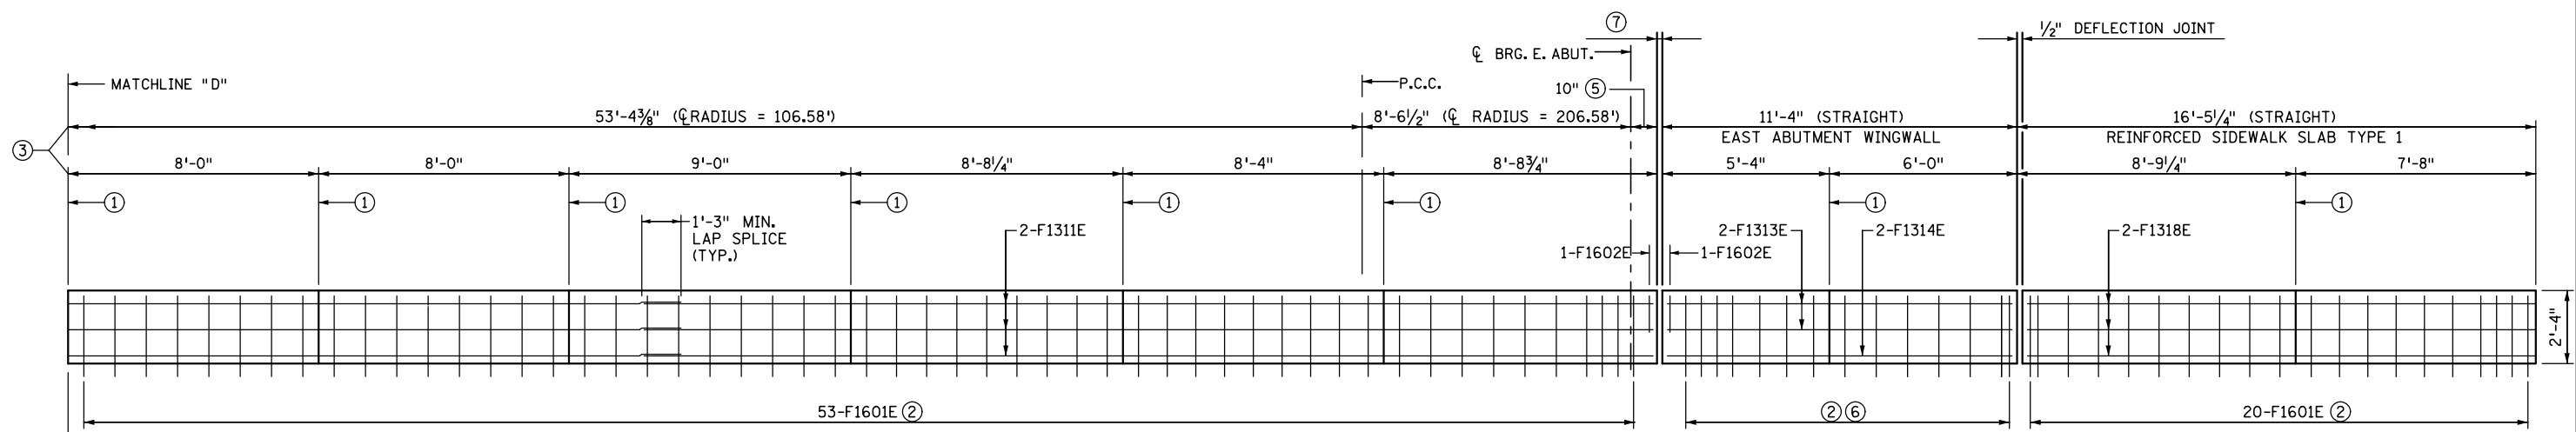 ⑦
½" DEFLECTION JOINT
℄ BRG. E. ABUT.
MATCHLINE "D"
P.C.C.
10" ⑤
53'-4⅜" (℄ RADIUS = 106.58')
8'-6½" (℄ RADIUS = 206.58')
11'-4" (STRAIGHT)
EAST ABUTMENT WINGWALL
16'-5¼" (STRAIGHT)
REINFORCED SIDEWALK SLAB TYPE 1
③
8'-0"
8'-0"
9'-0"
8'-8¼"
8'-4"
8'-8¾"
5'-4"
6'-0"
8'-9¼"
7'-8"
①
①
①
①
①
①
①
①
1'-3" MIN.
LAP SPLICE
(TYP.)
2-F1311E
1-F1602E
1-F1602E
2-F1313E
2-F1314E
2-F1318E
2'-4"
53-F1601E ②
② ⑥
20-F1601E ②